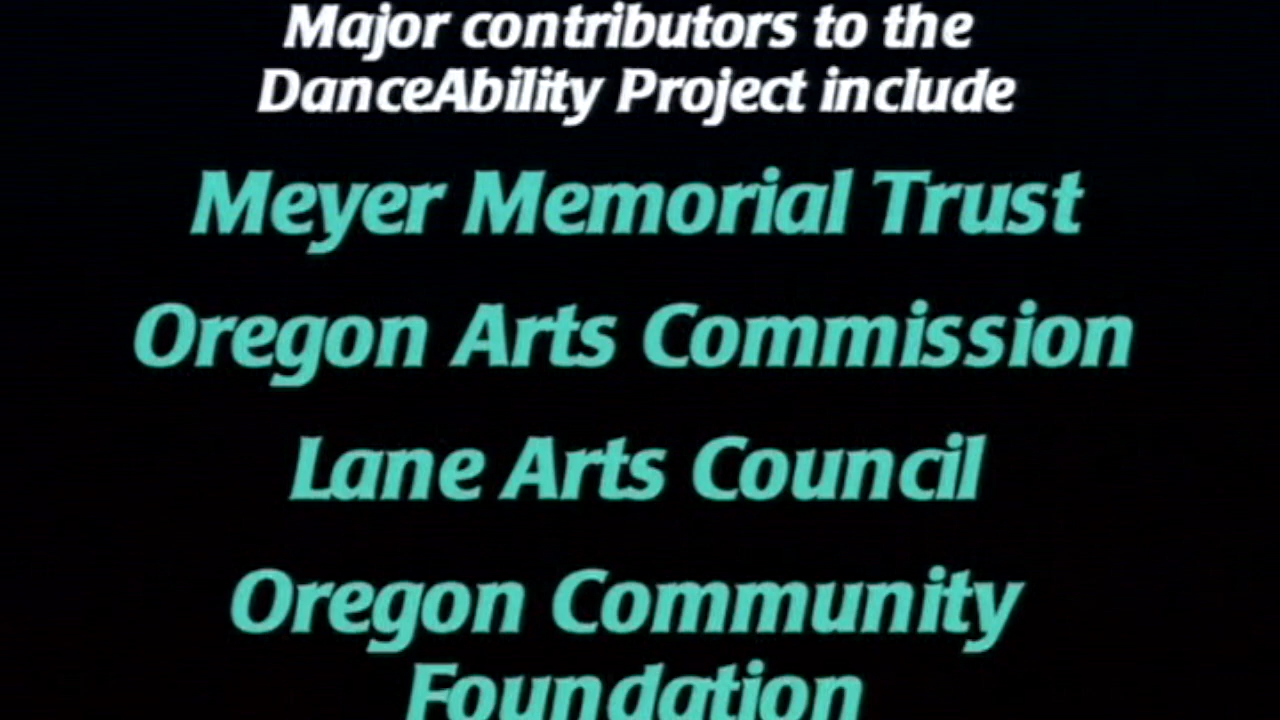 Major contributors to the
DanceAbility Project include
Meyer Memorial Trust
Oregon Arts Commission
Lane Arts Council
Oregon Community
Foundation